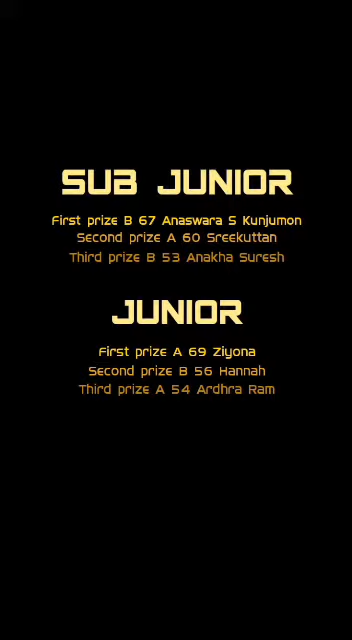 SUB JUNIOR
First prize B 67 Anaswara S Kunjumon
Second prize A 60 Sreekuttan
Third prize B 53 Anakha Suresh
JUNIOR
First prize A 69 Ziyona
Second prize B 56 Hannah
Third prize A 54 Ardhra Ram